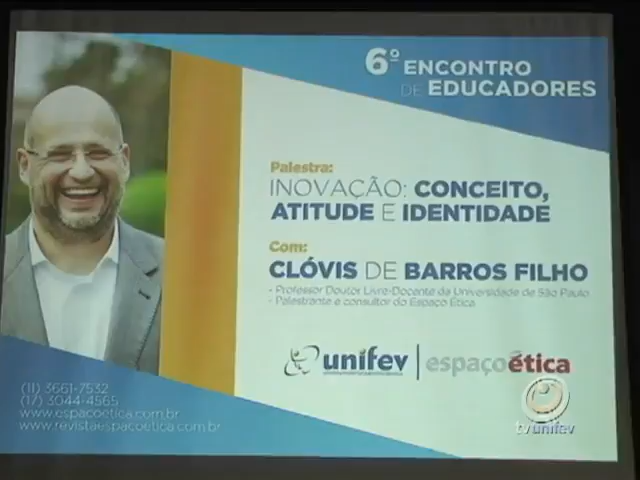 6º ENCONTRO
DE EDUCADORES
Palestra:
INOVAÇÃO: CONCEITO,
ATITUDE E IDENTIDADE
Com:
CLÓVIS DE BARROS FILHO
- Professor Doutor Livre-Docente da Universidade de São Paulo
- Palestrante e consultor do Espaço Ética
unifev espaçoética
(11) 3661-7532
(17) 3044-4565
www.espacoetica.com.br
www.revistaespacoetica.com.br
tvunifev